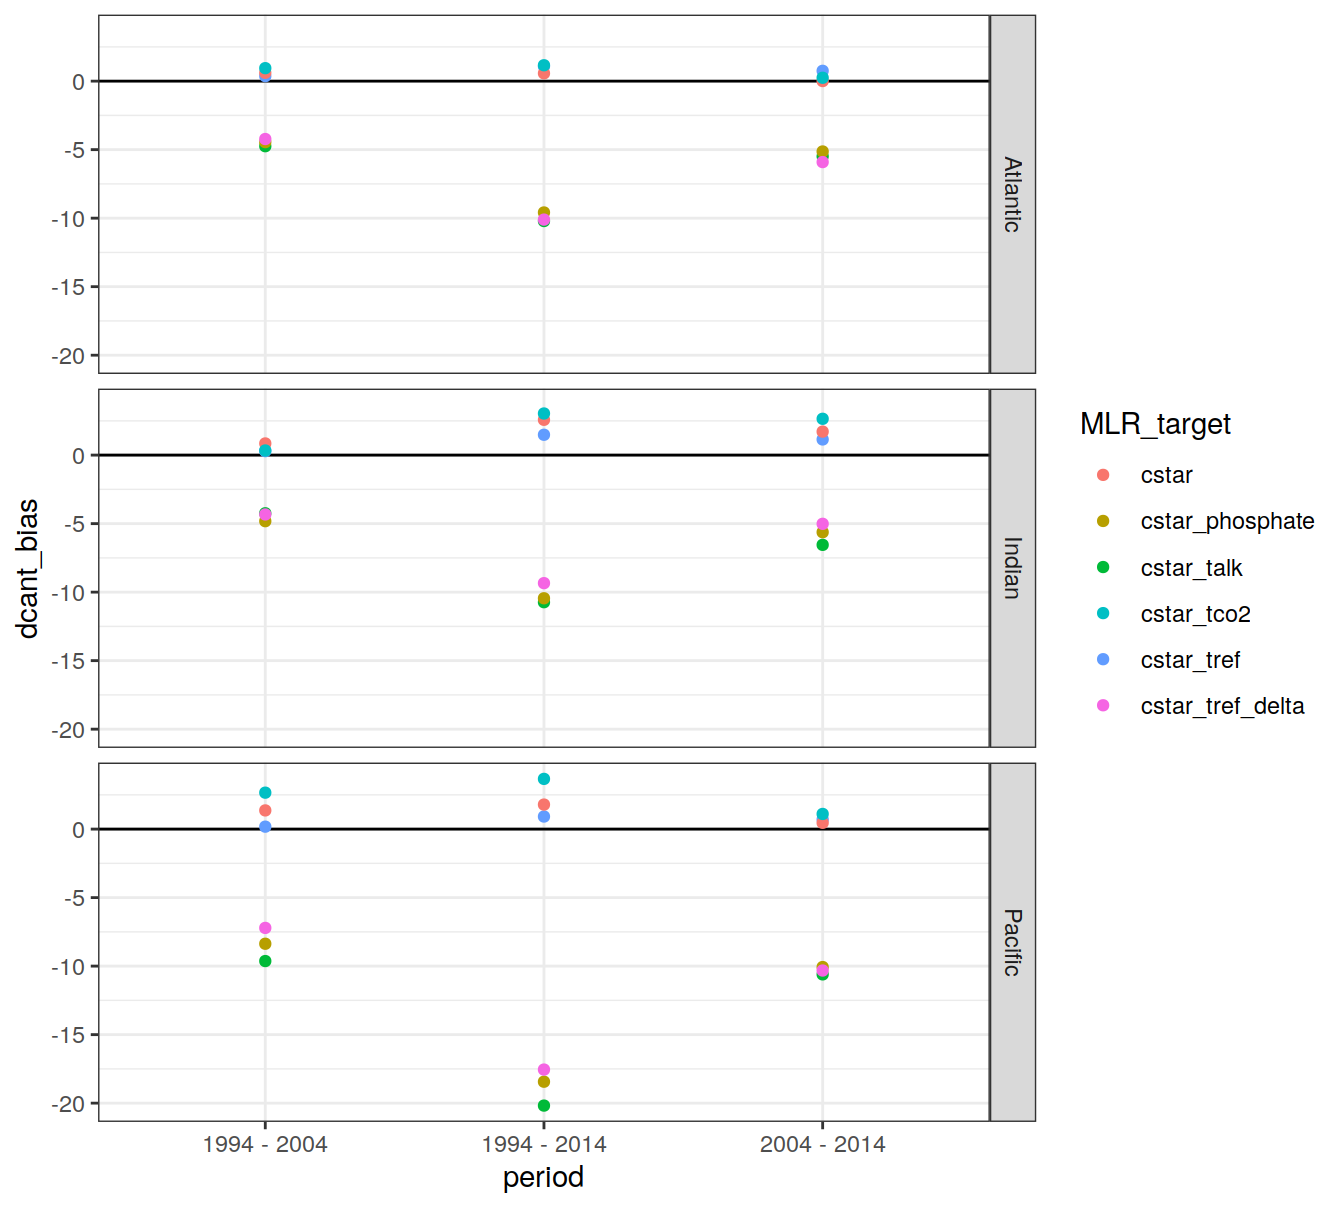 0
-5
-10
-15
-20
Atlantic
0
-5
-10
-15
-20
Indian
0
-5
-10
-15
-20
Pacific
dcant_bias
1994 - 2004
1994 - 2014
2004 - 2014
period
MLR_target
cstar
cstar_phosphate
cstar_talk
cstar_tco2
cstar_tref
cstar_tref_delta